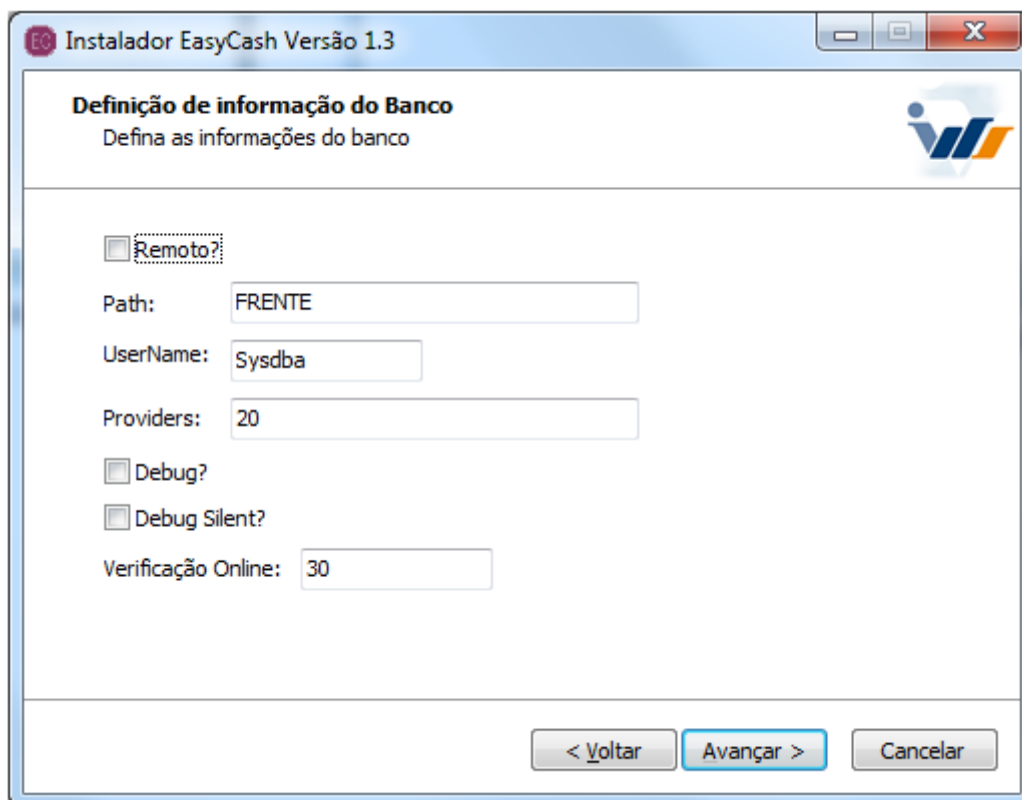 EC Instalador EasyCash Versão 1.3
Definição de informação do Banco
Defina as informações do banco
Remoto?
Path: FRENTE
UserName: Sysdba
Providers: 20
Debug?
Debug Silent?
Verificação Online: 30
< Voltar Avançar > Cancelar